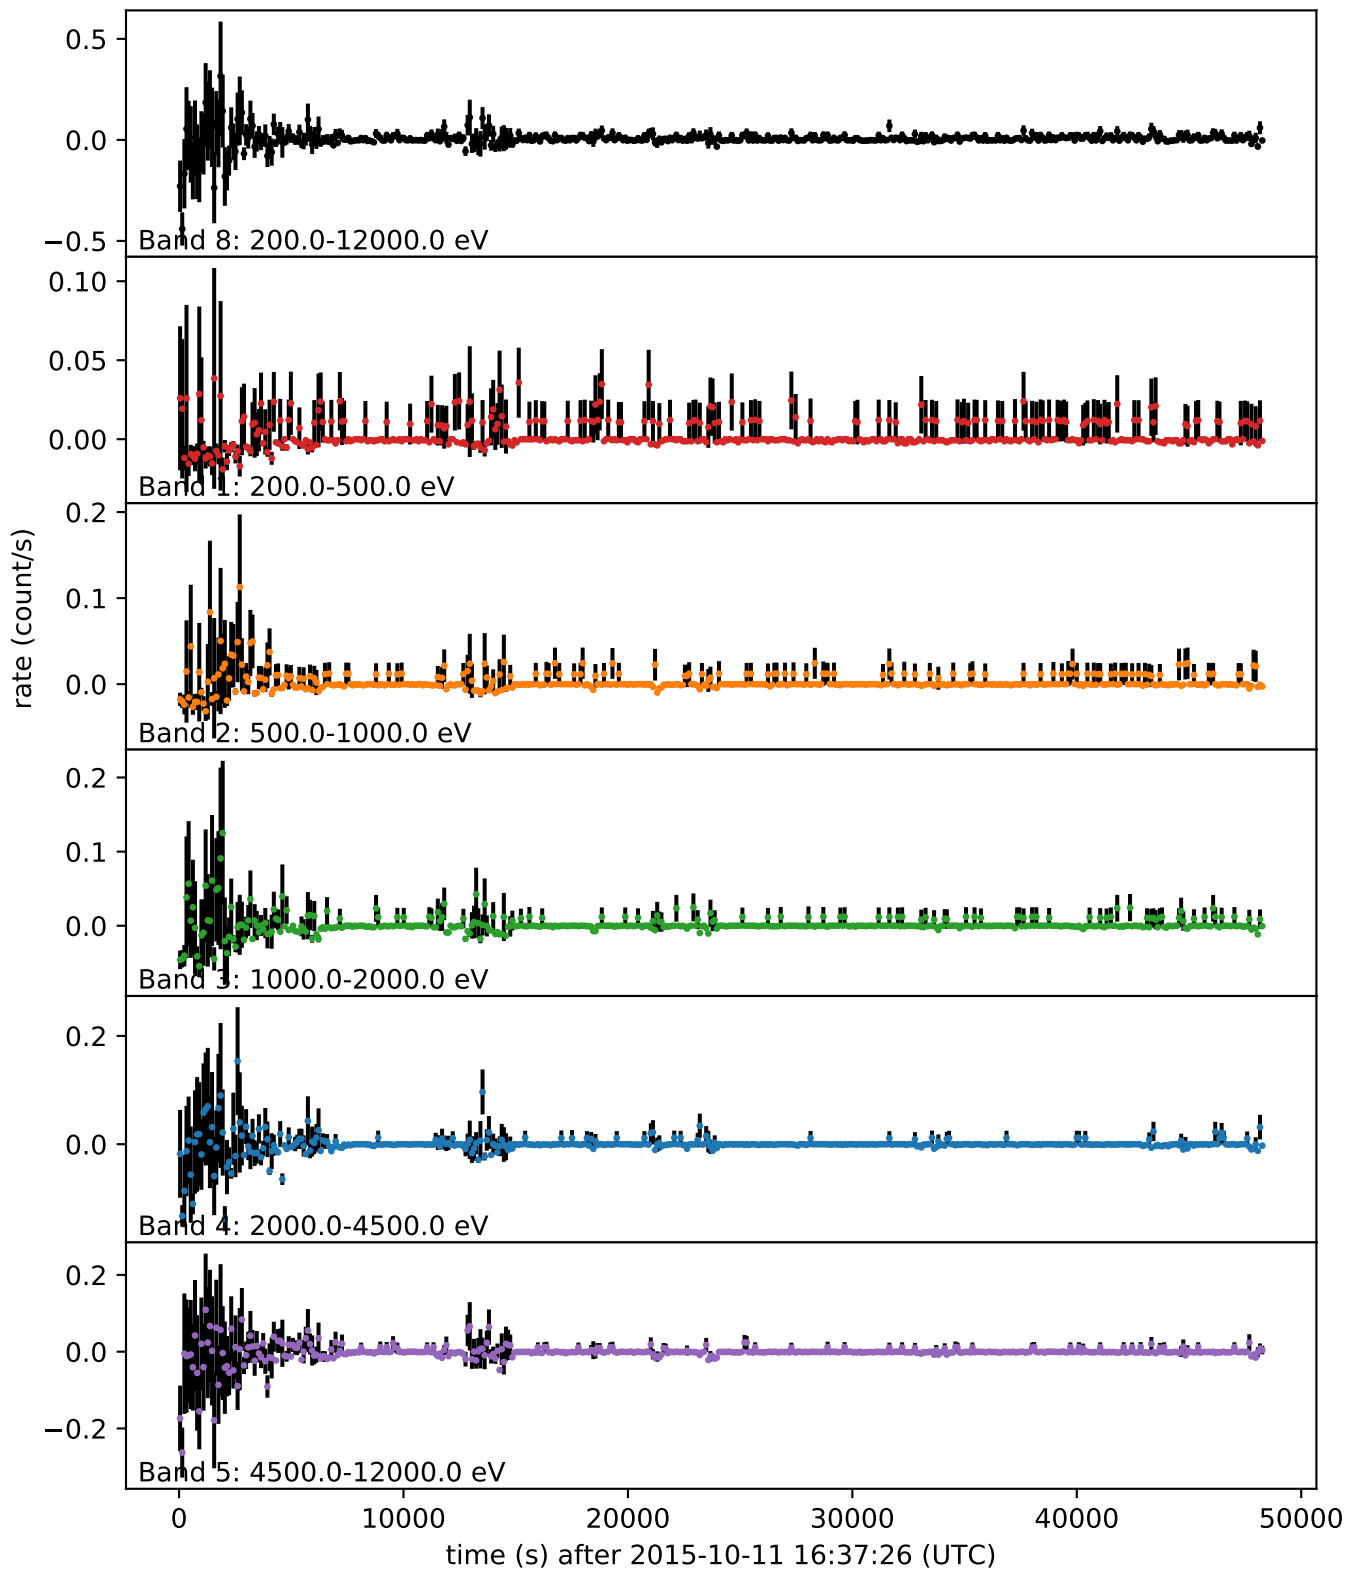 0.5
0.0
−0.5
Band 8: 200.0-12000.0 eV
0.10
0.05
0.00
Band 1: 200.0-500.0 eV
0.2
0.1
0.0
Band 2: 500.0-1000.0 eV
rate (count/s)
0.2
0.1
0.0
Band 3: 1000.0-2000.0 eV
0.2
0.0
Band 4: 2000.0-4500.0 eV
0.2
0.0
−0.2
Band 5: 4500.0-12000.0 eV
0 10000 20000 30000 40000 50000
time (s) after 2015-10-11 16:37:26 (UTC)